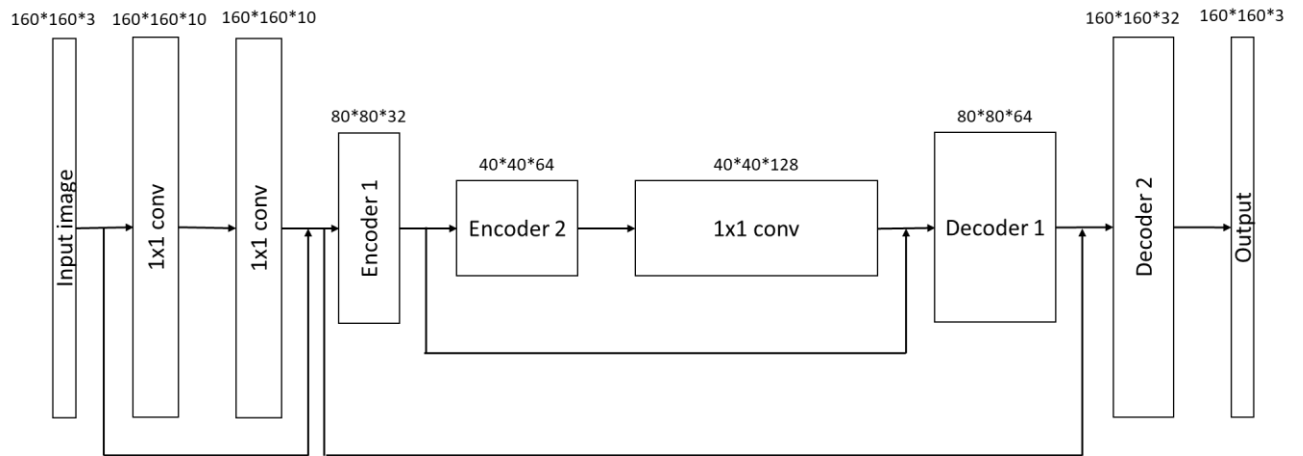 160*160*3
160*160*10
160*160*10
80*80*32
40*40*64
40*40*128
80*80*64
160*160*32
160*160*3
Input image
1x1 conv
1x1 conv
Encoder 1
Encoder 2
1x1 conv
Decoder 1
Decoder 2
Output